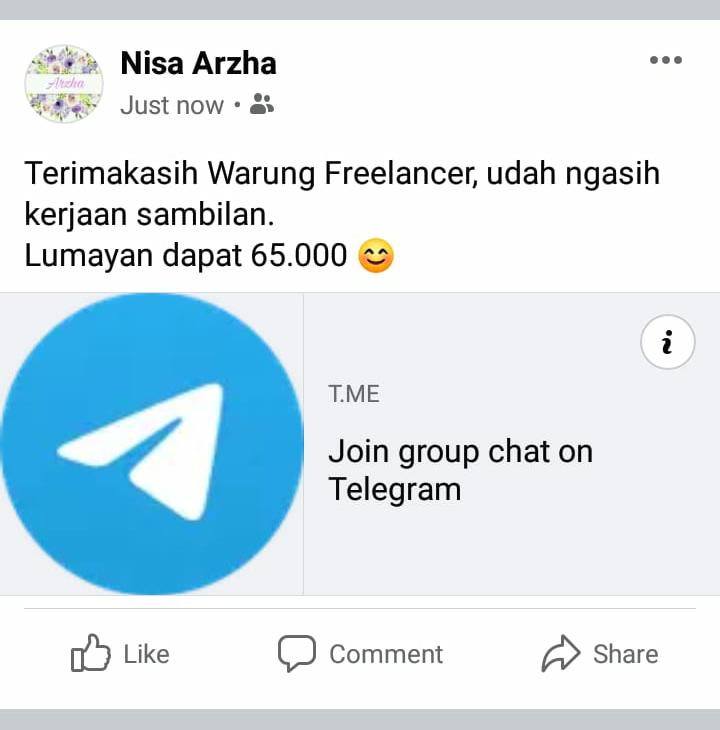 Nisa Arzha
Arzha
Just now •
Terimakasih Warung Freelancer, udah ngasih
kerjaan sambilan.
Lumayan dapat 65.000 😊
i
T.ME
Join group chat on
Telegram
Like
Comment
Share